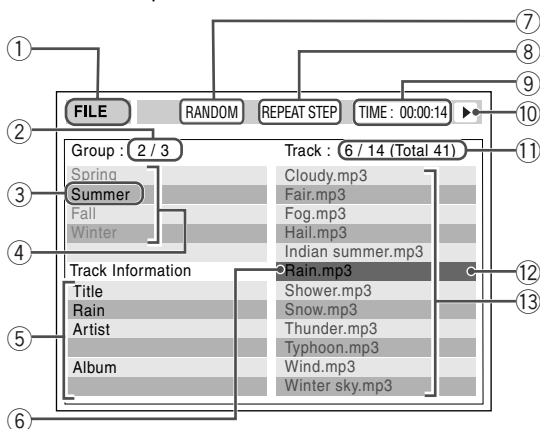 ⑦
① ⑧
⑨
FILE RANDOM REPEAT STEP TIME : 00:00:14 ⑩
②
Group : 2 / 3 Track : 6 / 14 (Total 41) ⑪
Spring Cloudy.mp3
③ Summer Fair.mp3
Fall Fog.mp3
Winter Hail.mp3
④ Indian summer.mp3
Track Information Rain.mp3 ⑫
Title Shower.mp3
⑬
Rain Snow.mp3
⑤ Artist Thunder.mp3
Typhoon.mp3
Album Wind.mp3
Winter sky.mp3
⑥